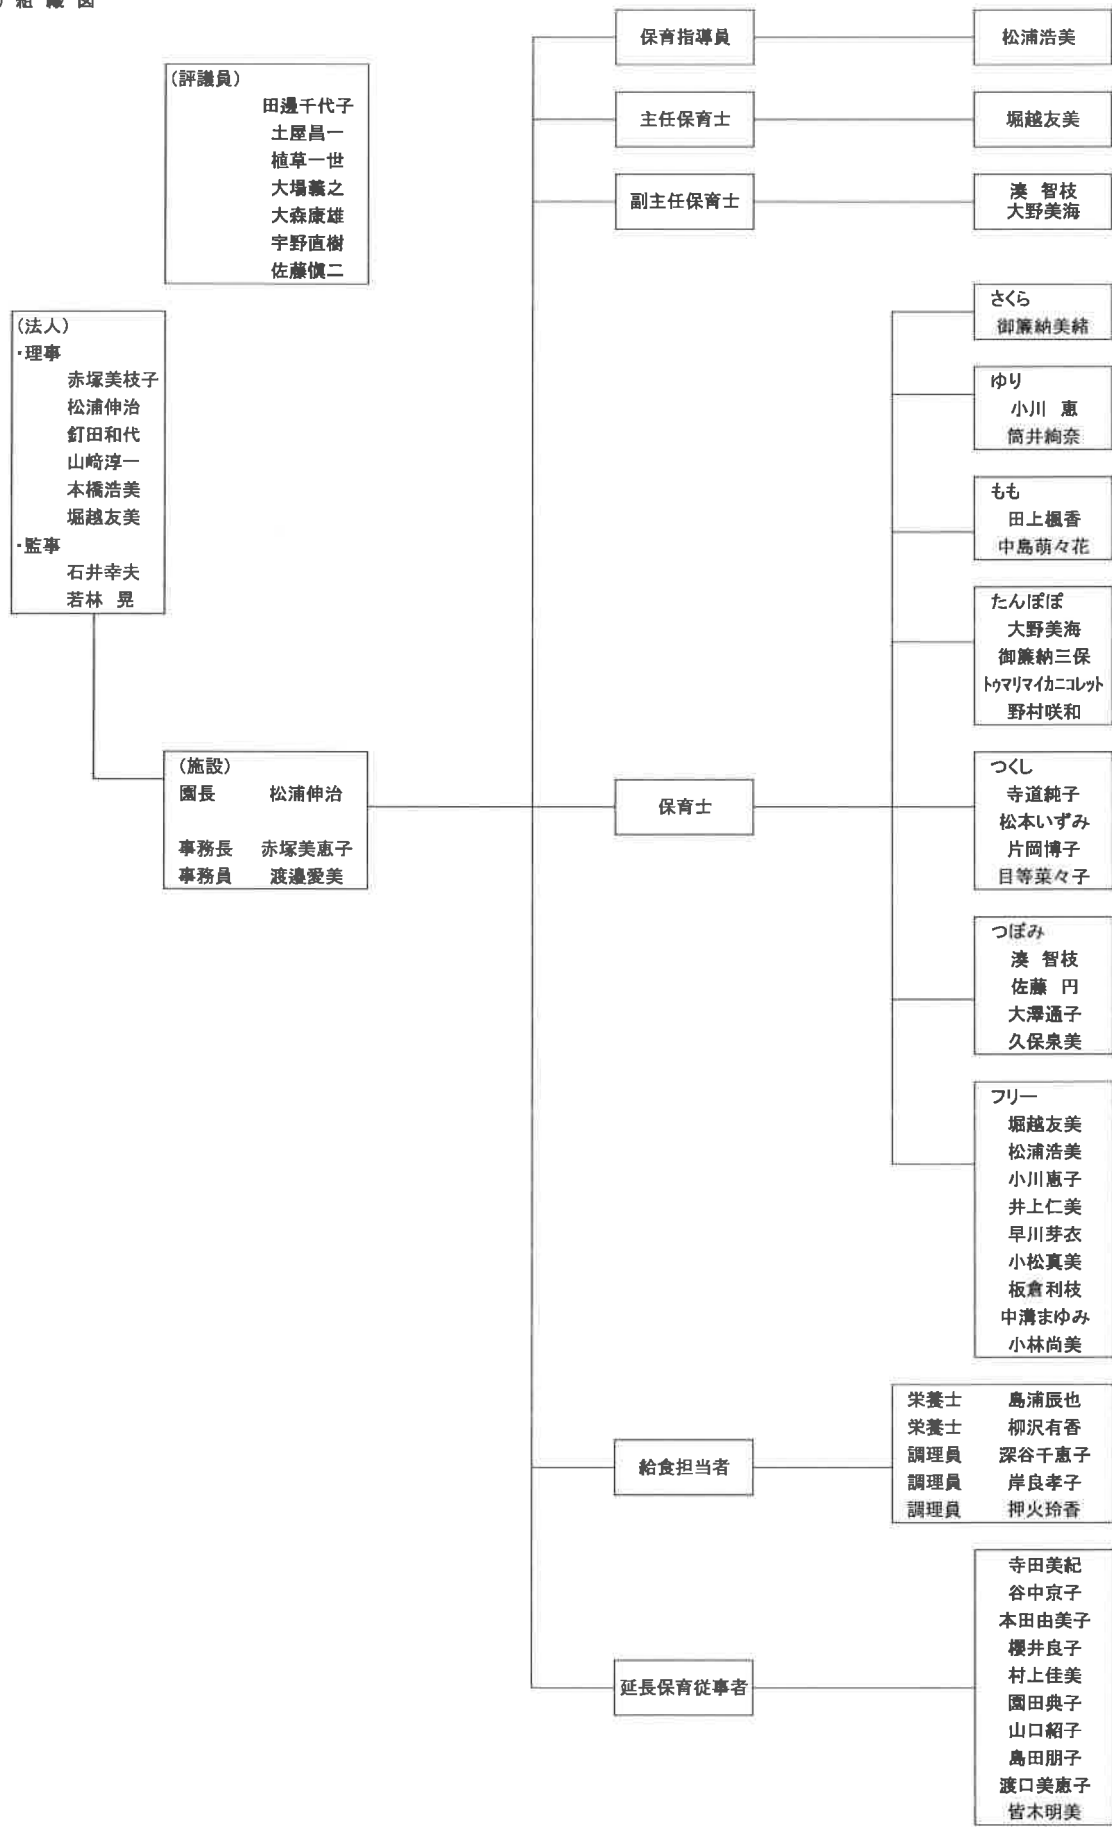 組織図
(評議員)
田邊千代子
土屋昌一
植草一世
大場義之
大森康雄
宇野直樹
佐藤愼二
(法人)
・理事
赤塚美枝子
松浦伸治
釘田和代
山﨑淳一
本橋浩美
堀越友美
・監事
石井幸夫
若林 晃
(施設)
園長 松浦伸治
事務長 赤塚美恵子
事務員 渡邉愛美
保育指導員 松浦浩美
主任保育士 堀越友美
副主任保育士 湊 智枝
大野美海
保育士
さくら
御簾納美緒
ゆり
小川 恵
筒井絢奈
もも
田上楓香
中島萌々花
たんぽぽ
大野美海
御簾納三保
トゥマリマイカニコレット
野村咲和
つくし
寺道純子
松本いずみ
片岡博子
目等菜々子
つぼみ
湊 智枝
佐藤 円
大澤通子
久保泉美
フリー
堀越友美
松浦浩美
小川恵子
井上仁美
早川芽衣
小松真美
板倉利枝
中溝まゆみ
小林尚美
給食担当者
栄養士 島浦辰也
栄養士 柳沢有香
調理員 深谷千恵子
調理員 岸良孝子
調理員 押火玲香
延長保育従事者
寺田美紀
谷中京子
本田由美子
櫻井良子
村上佳美
園田典子
山口紹子
島田朋子
渡口美恵子
皆木明美